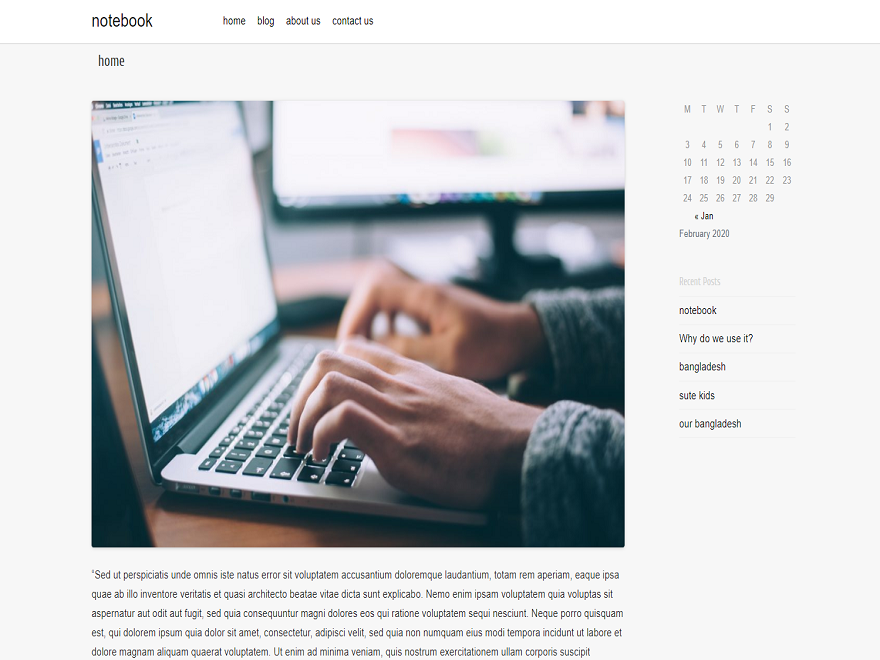 notebook
home blog about us contact us
home
M T W T F S S
1 2
3 4 5 6 7 8 9
10 11 12 13 14 15 16
17 18 19 20 21 22 23
24 25 26 27 28 29
« Jan
February 2020
Recent Posts
notebook
Why do we use it?
bangladesh
sute kids
our bangladesh
"Sed ut perspiciatis unde omnis iste natus error sit voluptatem accusantium doloremque laudantium, totam rem aperiam, eaque ipsa
quae ab illo inventore veritatis et quasi architecto beatae vitae dicta sunt explicabo. Nemo enim ipsam voluptatem quia voluptas sit
aspernatur aut odit aut fugit, sed quia consequuntur magni dolores eos qui ratione voluptatem sequi nesciunt. Neque porro quisquam
est, qui dolorem ipsum quia dolor sit amet, consectetur, adipisci velit, sed quia non numquam eius modi tempora incidunt ut labore et
dolore magnam aliquam quaerat voluptatem. Ut enim ad minima veniam, quis nostrum exercitationem ullam corporis suscipit